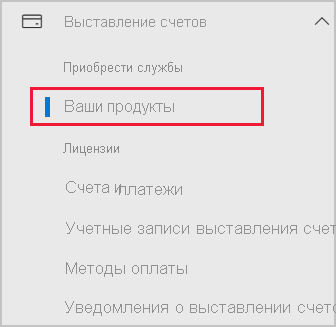 Выставление счетов
Приобрести службы
Ваши продукты
Лицензии
Счета и платежи
Учетные записи выставления счет
Методы оплаты
Уведомления о выставлении счето